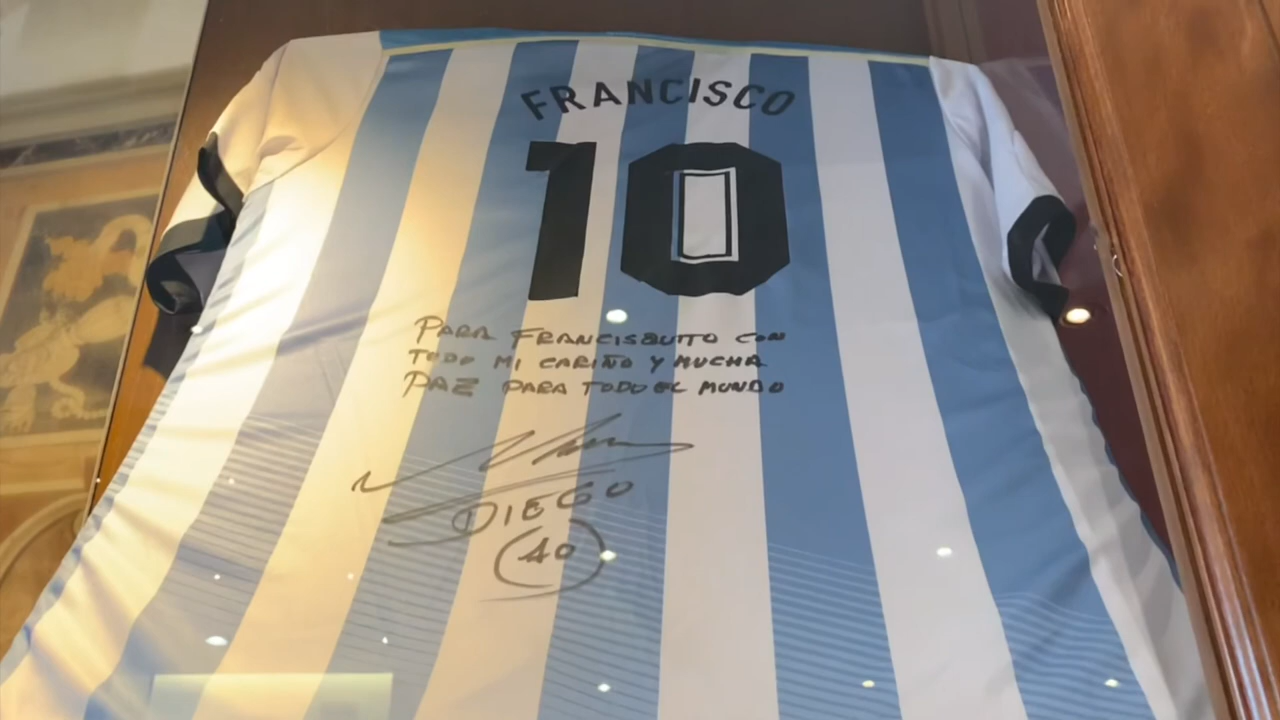 FRANCISCO
10
PARA FRANCISQUITO CON
TODO MI CARIÑO Y MUCHA
PAZ PARA TODO EL MUNDO
DIEGO
10